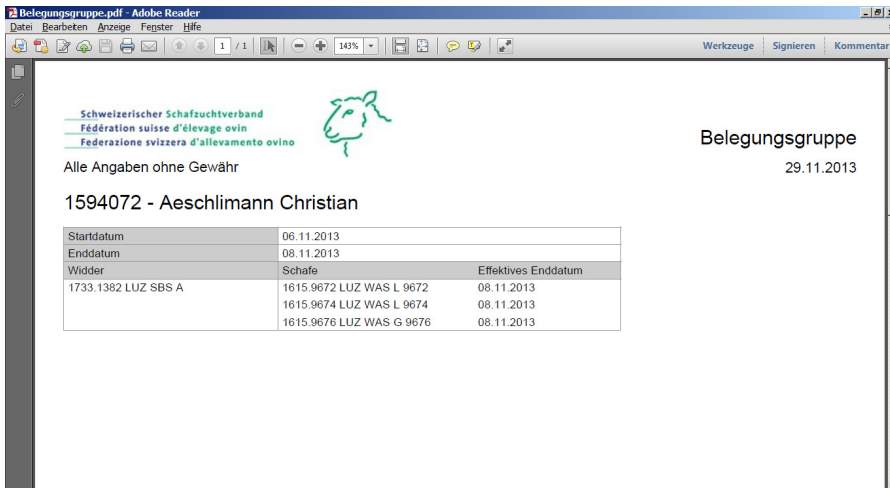 Belegungsgruppe.pdf - Adobe Reader
Datei Bearbeiten Anzeige Fenster Hilfe
1 / 1 143% Werkzeuge Signieren Kommentar
Schweizerischer Schafzuchtverband
Fédération suisse d'élevage ovin
Federazione svizzera d'allevamento ovino
Belegungsgruppe
Alle Angaben ohne Gewähr 29.11.2013
1594072 - Aeschlimann Christian
Startdatum 06.11.2013
Enddatum 08.11.2013
Widder Schafe Effektives Enddatum
1733.1382 LUZ SBS A 1615.9672 LUZ WAS L 9672 08.11.2013
1615.9674 LUZ WAS L 9674 08.11.2013
1615.9676 LUZ WAS G 9676 08.11.2013